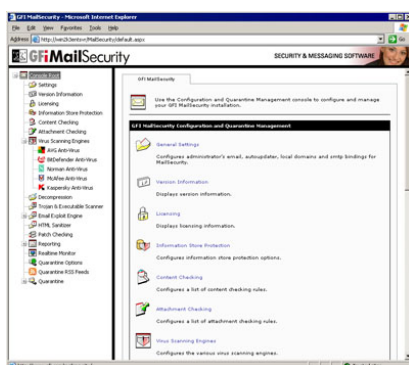 GFI MailSecurity - Microsoft Internet Explorer
File Edit View Favorites Tools Help
Address
Go
GFiMailSecurity
SECURITY & MESSAGING SOFTWARE
Console Root
Settings
Version Information
Licensing
Information Store Protection
Content Checking
Attachment Checking
Virus Scanning Engines
AVG Anti-Virus
BitDefender Anti-Virus
Norman Anti-Virus
McAfee Anti-Virus
Kaspersky Anti-Virus
Decompression
Trojan & Executable Scanner
Email Exploit Engine
HTML Sanitizer
Patch Checking
Reporting
Realtime Monitor
Quarantine Options
Quarantine RSS Feeds
Quarantine
GFI MailSecurity
Use the Configuration and Quarantine Management console to configure and manage
your GFI MailSecurity installation.
GFI MailSecurity Configuration and Quarantine Management
General Settings
Configures administrator's email, autoupdater, local domains and smtp bindings for
MailSecurity.
Version Information
Displays version information.
Licensing
Displays licensing information.
Information Store Protection
Configures information store protection options.
Content Checking
Configures a list of content checking rules.
Attachment Checking
Configures a list of attachment checking rules.
Virus Scanning Engines
Configures the various virus scanning engines.